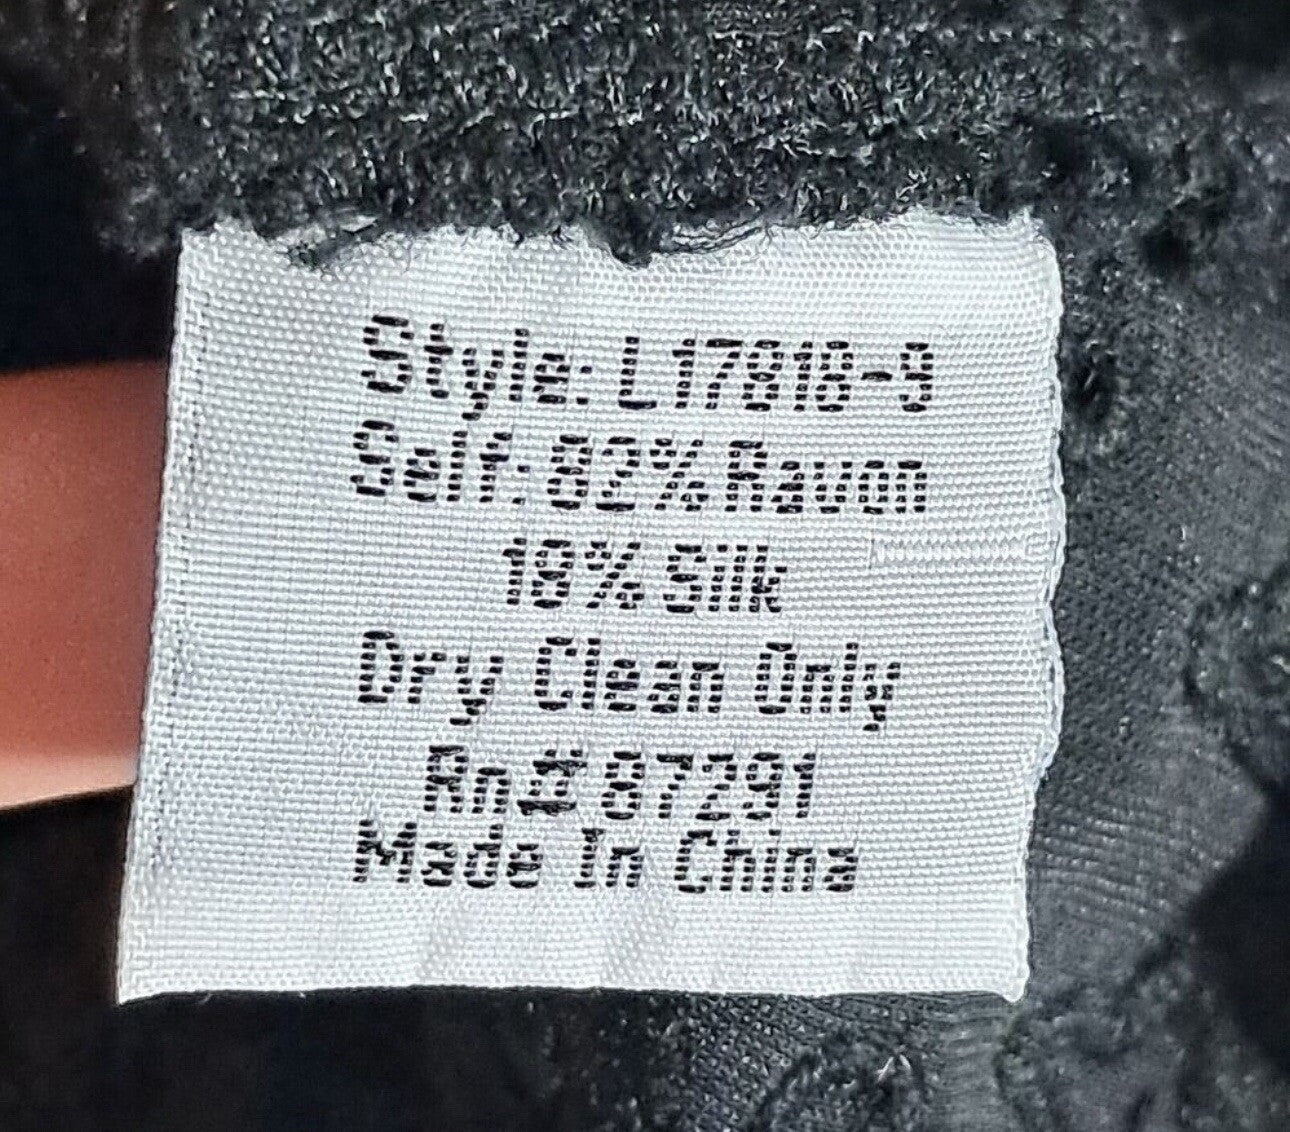 Style: L17818-9
Self: 82% Rayon
18% Silk
Dry Clean Only
Rn# 87291
Made In China